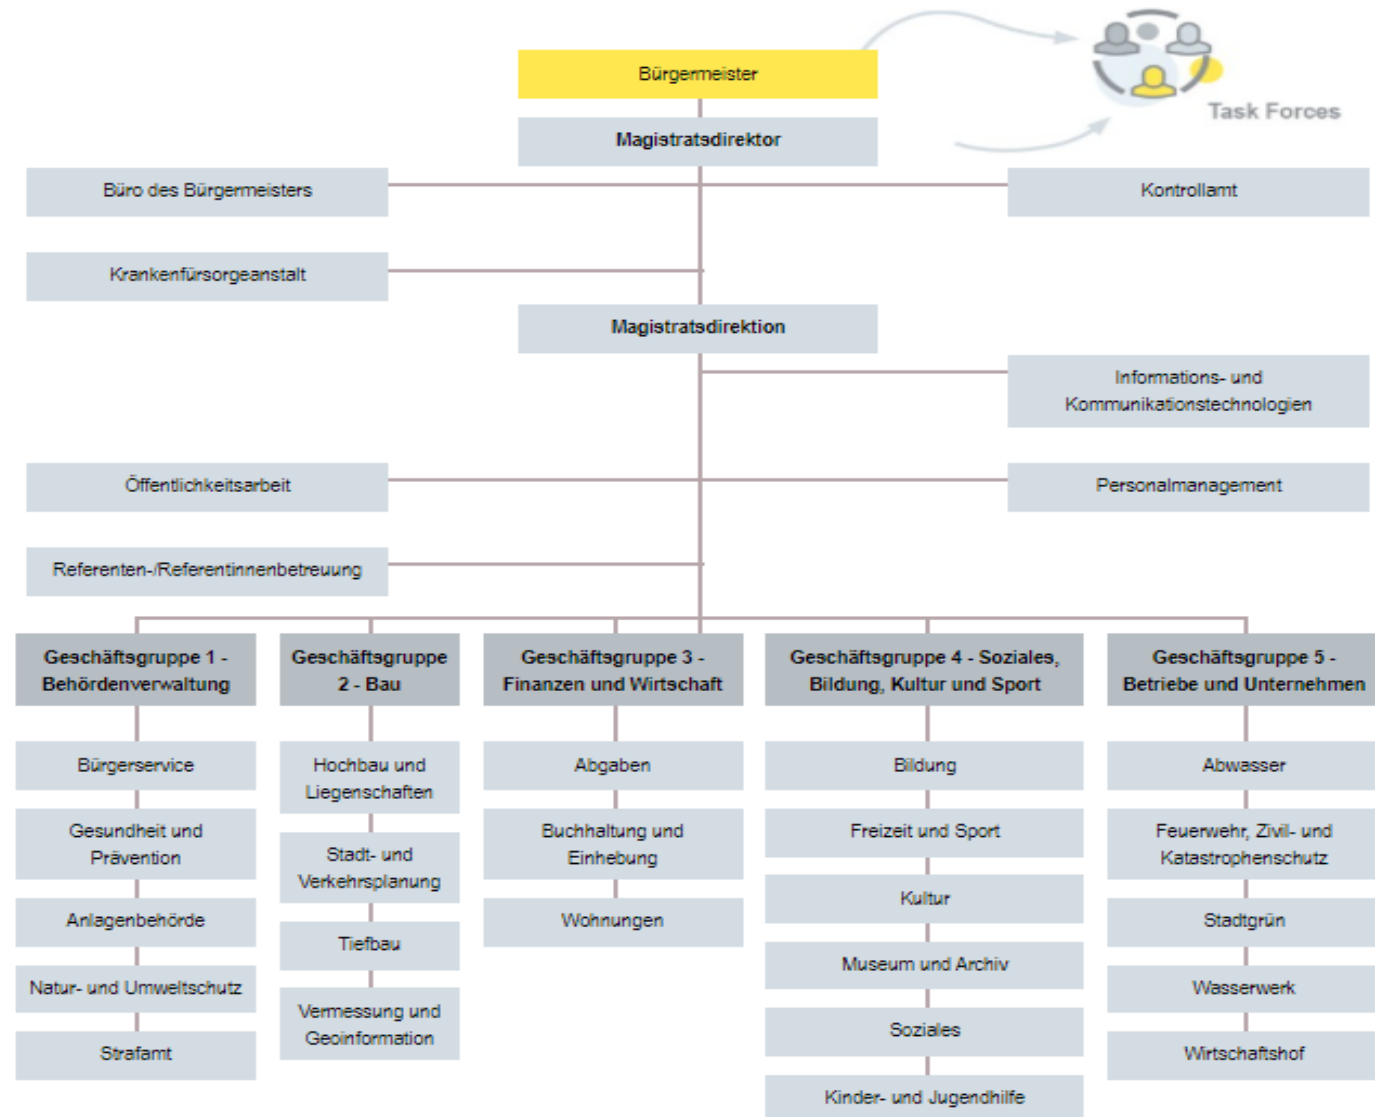 Bürgermeister
Task Forces
Magistratsdirektor
Büro des Bürgermeisters
Kontrollamt
Krankenfürsorgeanstalt
Magistratsdirektion
Informations- und
Kommunikationstechnologien
Öffentlichkeitsarbeit
Personalmanagement
Referenten-/Referentinnenbetreuung
Geschäftsgruppe 1 -
Behördenverwaltung
Bürgerservice
Gesundheit und
Prävention
Anlagenbehörde
Natur- und Umweltschutz
Strafamt
Geschäftsgruppe
2 - Bau
Hochbau und
Liegenschaften
Stadt- und
Verkehrsplanung
Tiefbau
Vermessung und
Geoinformation
Geschäftsgruppe 3 -
Finanzen und Wirtschaft
Abgaben
Buchhaltung und
Einhebung
Wohnungen
Geschäftsgruppe 4 - Soziales,
Bildung, Kultur und Sport
Bildung
Freizeit und Sport
Kultur
Museum und Archiv
Soziales
Kinder- und Jugendhilfe
Geschäftsgruppe 5 -
Betriebe und Unternehmen
Abwasser
Feuerwehr, Zivil- und
Katastrophenschutz
Stadtgrün
Wasserwerk
Wirtschaftshof